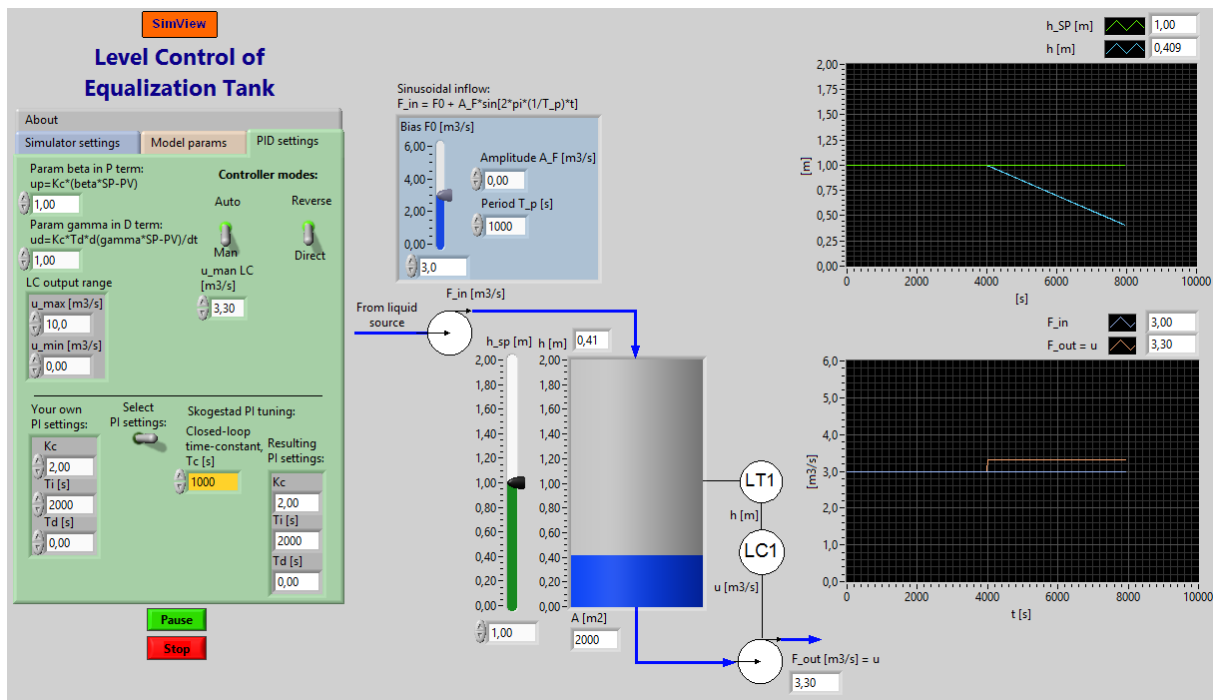 SimView
Level Control of
Equalization Tank
About
Simulator settings
Model params
PID settings
Param beta in P term:
up=Kc*(beta*SP-PV)
1,00
Param gamma in D term:
ud=Kc*Td*d(gamma*SP-PV)/dt
1,00
Controller modes:
Auto
Man
Reverse
Direct
u_man LC
[m3/s]
3,30
LC output range
u_max [m3/s]
10,0
u_min [m3/s]
0,00
Your own
PI settings:
Kc
2,00
Ti [s]
2000
Td [s]
0,00
Select
PI settings:
Skogestad PI tuning:
Closed-loop
time-constant,
Tc [s]
1000
Resulting
PI settings:
Kc
2,00
Ti [s]
2000
Td [s]
0,00
Pause
Stop
Sinusoidal inflow:
F_in = F0 + A_F*sin[2*pi*(1/T_p)*t]
Bias F0 [m3/s]
6,00
4,00
2,00
0,00
3,0
Amplitude A_F [m3/s]
0,00
Period T_p [s]
1000
F_in [m3/s]
From liquid
source
h_sp [m]
2,00
1,80
1,60
1,40
1,20
1,00
0,80
0,60
0,40
0,20
0,00
1,00
h [m]
0,41
2,00
1,80
1,60
1,40
1,20
1,00
0,80
0,60
0,40
0,20
0,00
A [m2]
2000
LT1
h [m]
LC1
u [m3/s]
F_out [m3/s] = u
3,30
h_SP [m]
1,00
h [m]
0,409
2,00
1,75
1,50
1,25
1,00
0,75
0,50
0,25
0,00
[m]
0
2000
4000
6000
8000
10000
[s]
F_in
3,00
F_out = u
3,30
6,0
5,0
4,0
3,0
2,0
1,0
0,0
[m3/s]
0
2000
4000
6000
8000
10000
t [s]